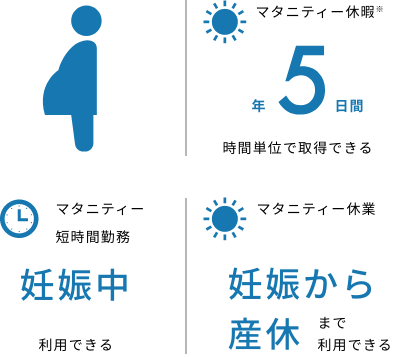 マタニティー休暇※
年5日間
時間単位で取得できる
マタニティー
短時間勤務
妊娠中
利用できる
マタニティー休業
妊娠から
産休まで
利用できる